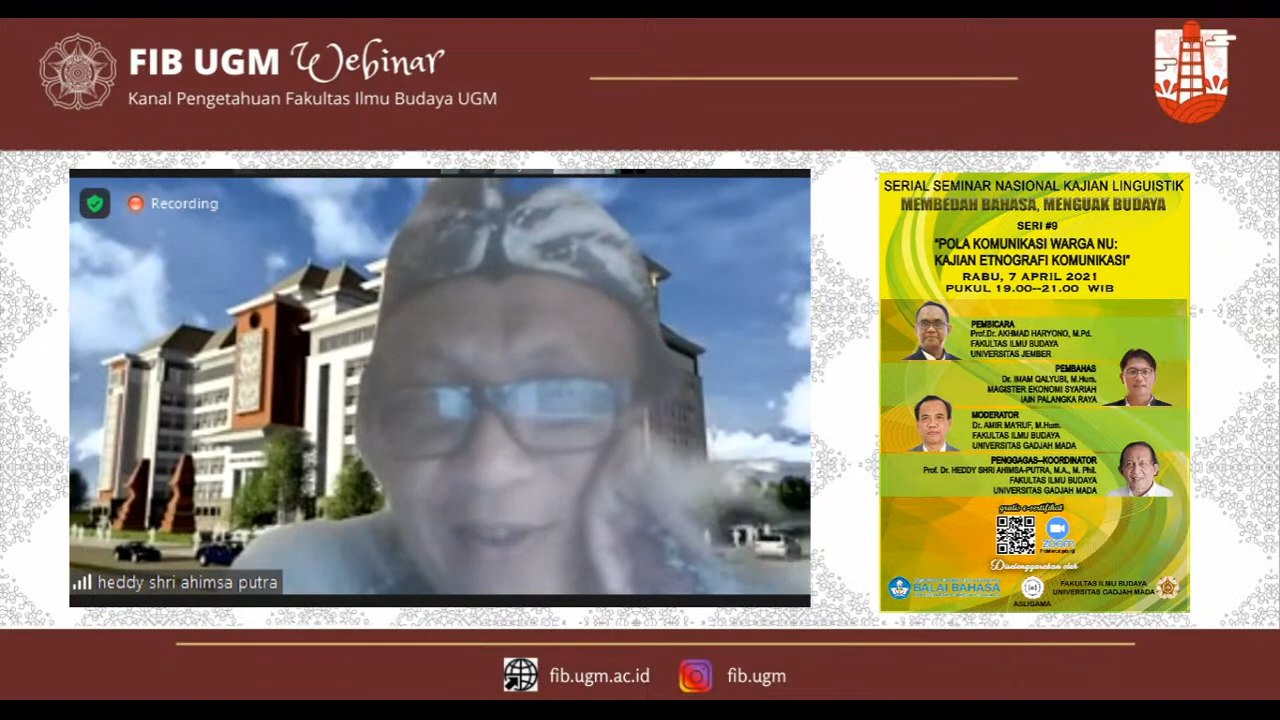 FIB UGM Webinar
Kanal Pengetahuan Fakultas Ilmu Budaya UGM
Recording
heddy shri ahimsa putra
SERIAL SEMINAR NASIONAL KAJIAN LINGUISTIK
MEMBEDAH BAHASA, MENGUAK BUDAYA
SERI #9
"POLA KOMUNIKASI WARGA NU:
KAJIAN ETNOGRAFI KOMUNIKASI"
RABU, 7 APRIL 2021
PUKUL 19.00--21.00 WIB
PEMBICARA
Prof.Dr. AKHMAD HARYONO, M.Pd.
FAKULTAS ILMU BUDAYA
UNIVERSITAS JEMBER
PEMBAHAS
Dr. IMAM QALYUBI, M.Hum.
MAGISTER EKONOMI SYARIAH
IAIN PALANGKA RAYA
MODERATOR
Dr. AMIR MA'RUF, M.Hum.
FAKULTAS ILMU BUDAYA
UNIVERSITAS GADJAH MADA
PENGGAGAS--KOORDINATOR
Prof. Dr. HEDDY SHRI AHIMSA-PUTRA, M.A., M. Phil.
FAKULTAS ILMU BUDAYA
UNIVERSITAS GADJAH MADA
gratis e-sertifikat
zoom
Diselenggarakan oleh
BALAI BAHASA
ASLIGAMA
FAKULTAS ILMU BUDAYA
UNIVERSITAS GADJAH MADA
fib.ugm.ac.id
fib.ugm